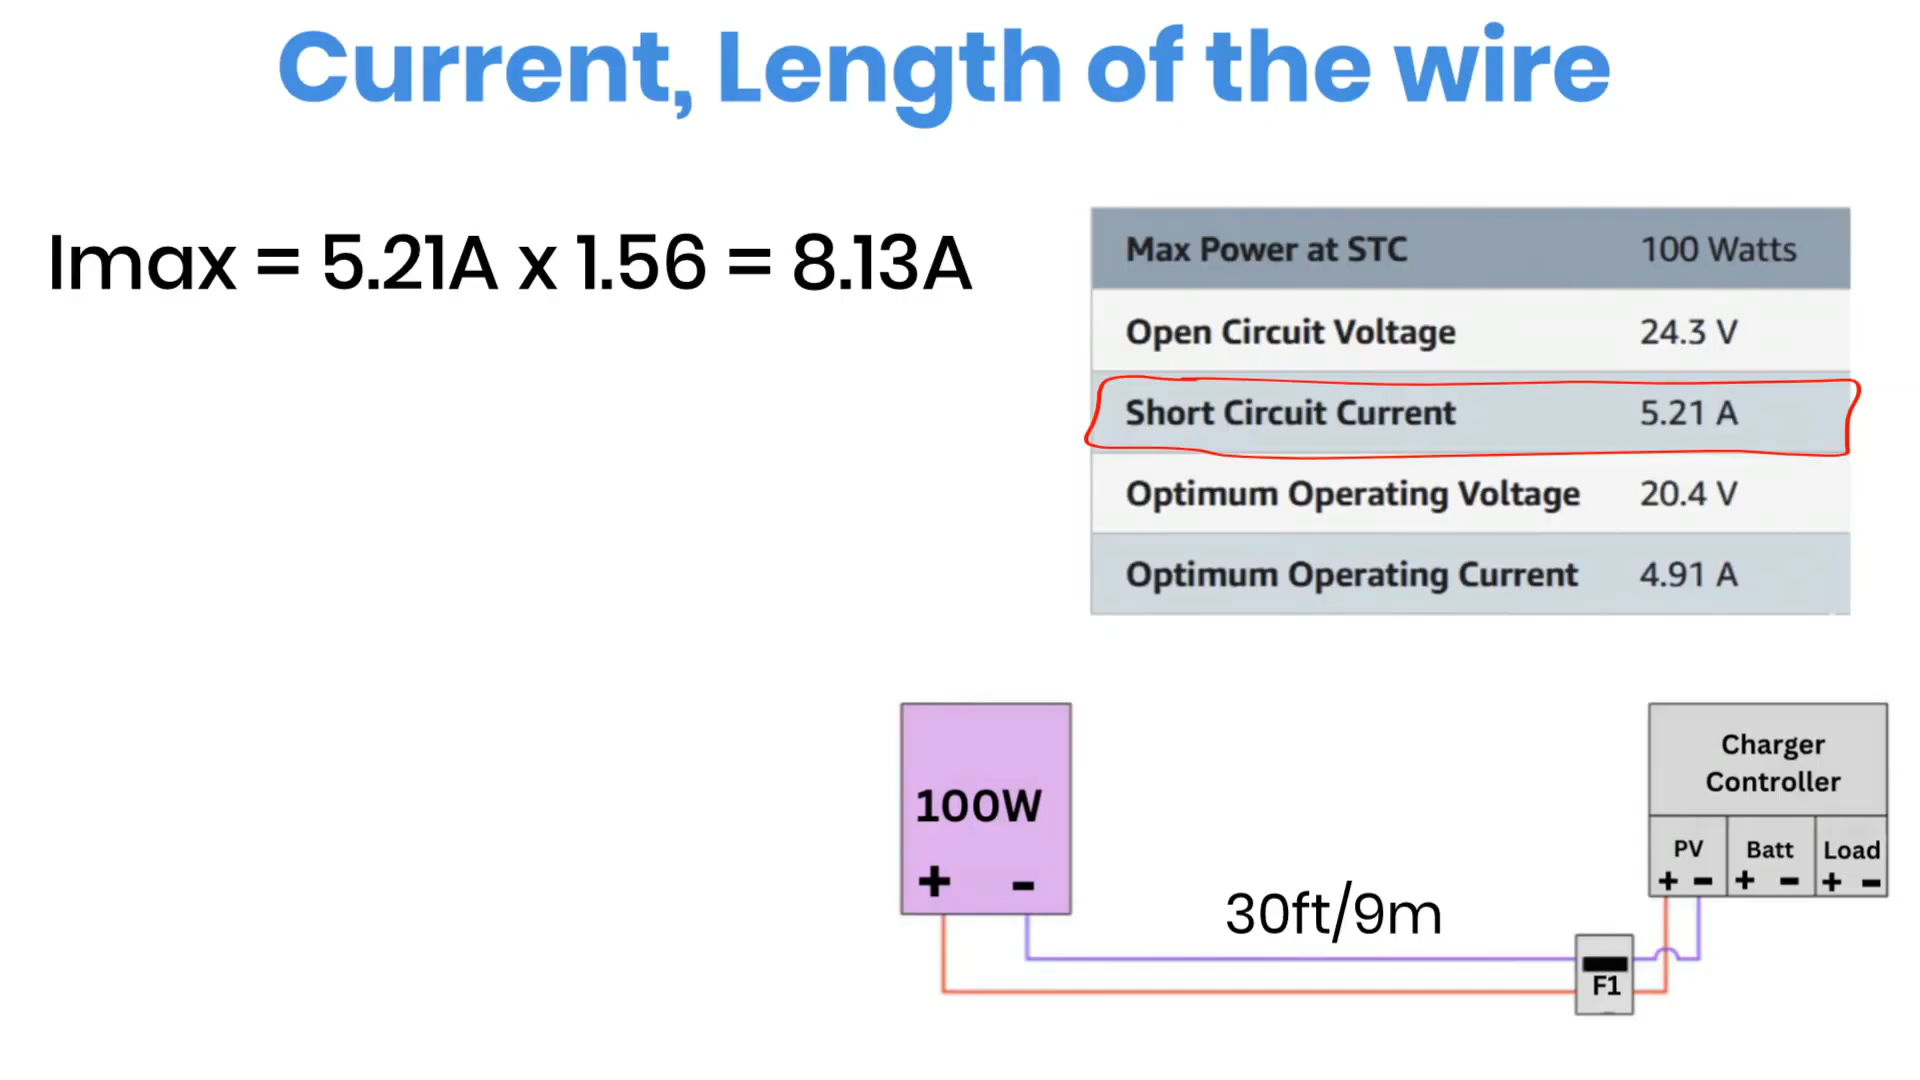 Current, Length of the wire
Imax = 5.21A x 1.56 = 8.13A
Max Power at STC 100 Watts
Open Circuit Voltage 24.3 V
Short Circuit Current 5.21 A
Optimum Operating Voltage 20.4 V
Optimum Operating Current 4.91 A
100W
+ -
30ft/9m
Charger
Controller
PV Batt Load
+ - + - + -
F1